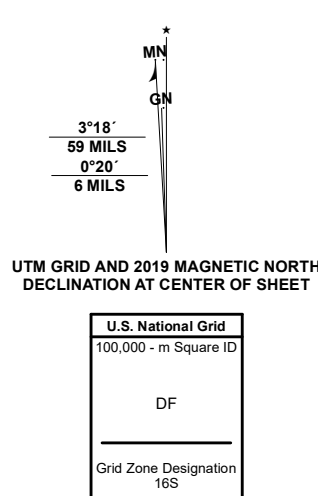 ★
MN
GN
3°18´
59 MILS
0°20´
6 MILS
UTM GRID AND 2019 MAGNETIC NORTH
DECLINATION AT CENTER OF SHEET
U.S. National Grid
100,000 - m Square ID
DF
Grid Zone Designation
16S